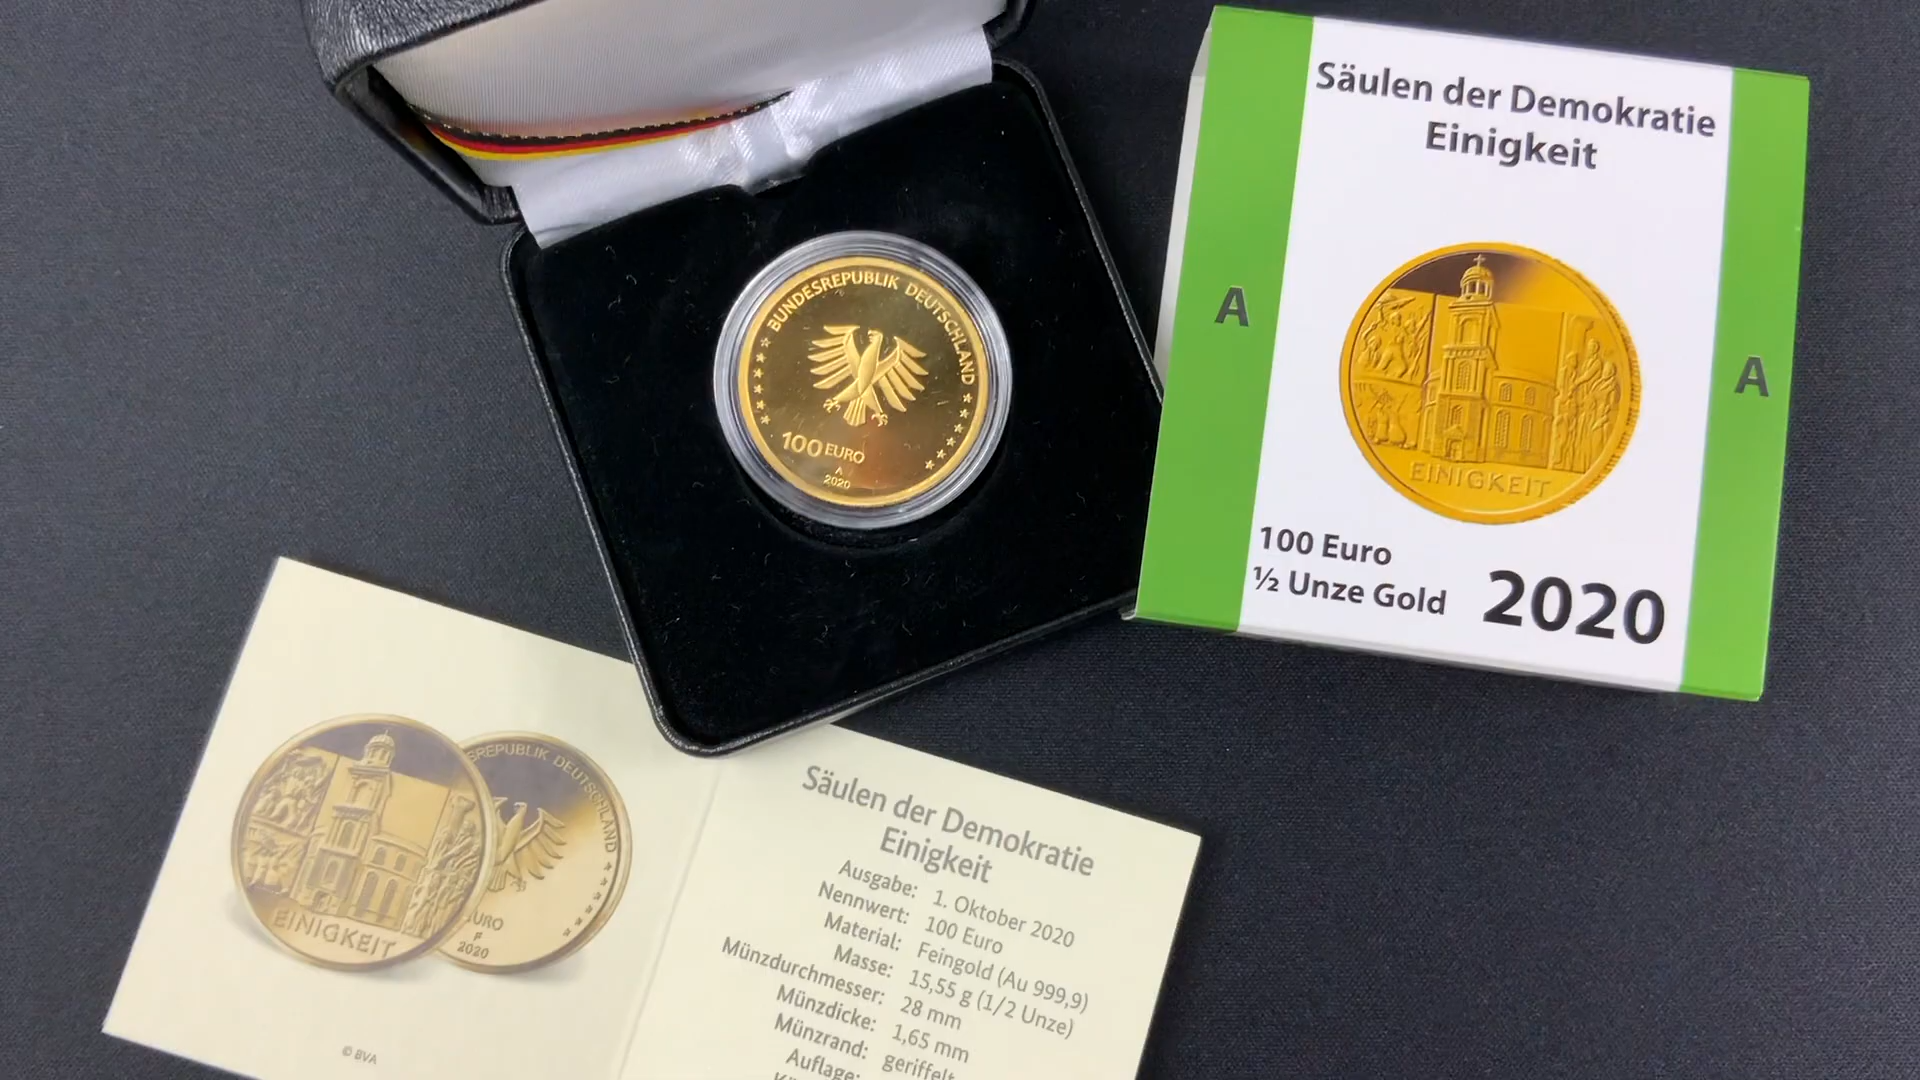 BUNDESREPUBLIK DEUTSCHLAND
100 EURO
A
2020
Säulen der Demokratie
Einigkeit
A
A
EINIGKEIT
100 Euro
½ Unze Gold
2020
SREPUBLIK DEUTSCHLAND
EINIGKEIT
EURO
F
2020
© BVA
Säulen der Demokratie
Einigkeit
Ausgabe: 1. Oktober 2020
Nennwert: 100 Euro
Material: Feingold (Au 999,9)
Masse: 15,55 g (1/2 Unze)
Münzdurchmesser: 28 mm
Münzdicke: 1,65 mm
Münzrand: geriffelt
Auflage: